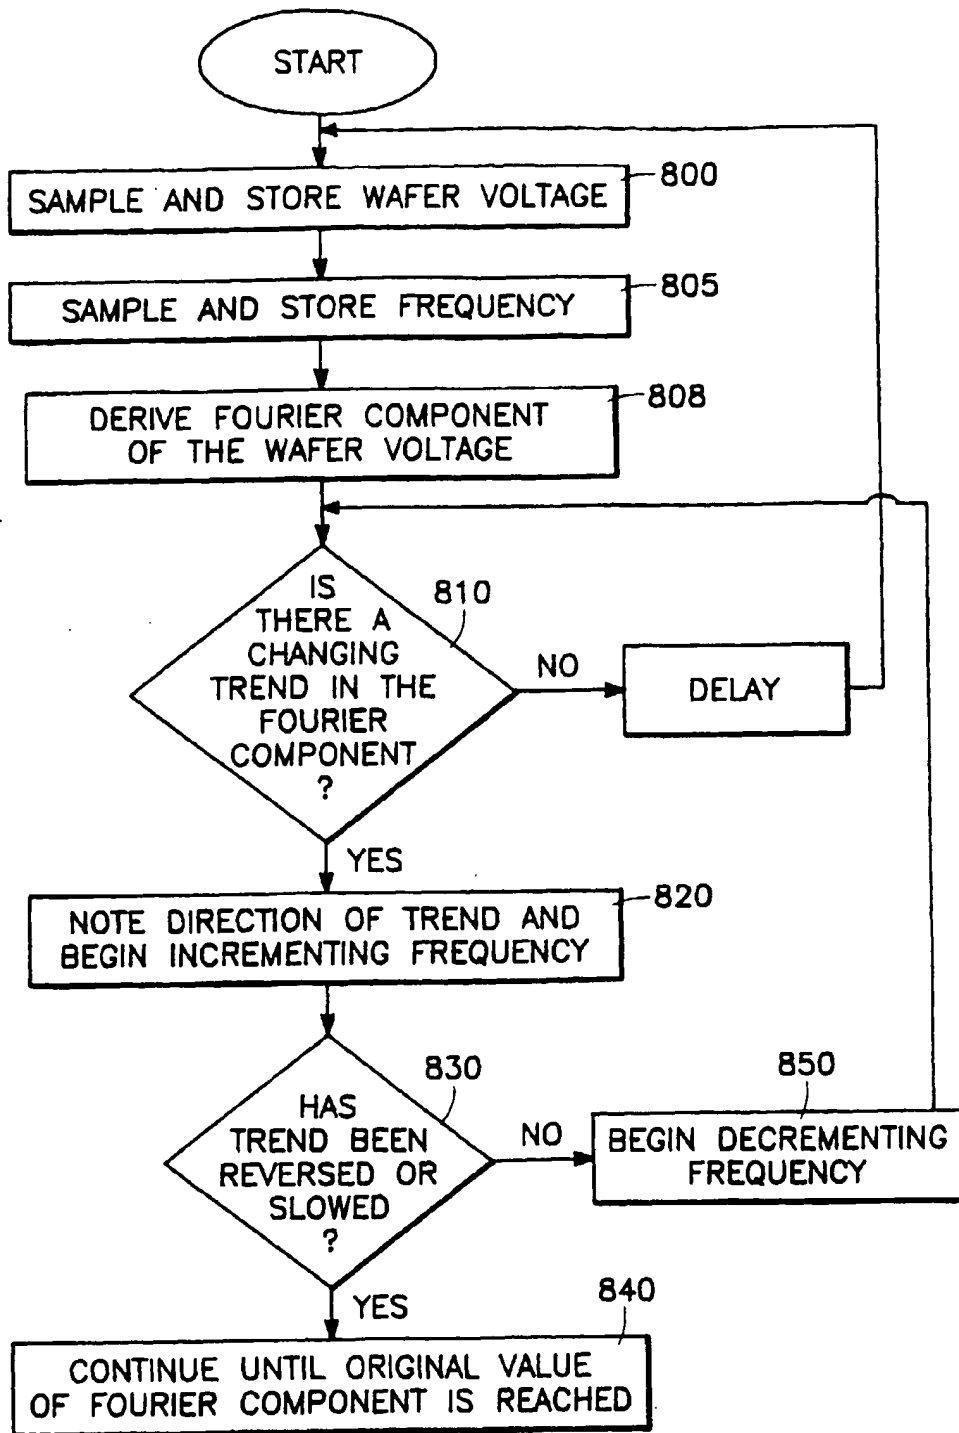 START
SAMPLE AND STORE WAFER VOLTAGE
800
SAMPLE AND STORE FREQUENCY
805
DERIVE FOURIER COMPONENT
OF THE WAFER VOLTAGE
808
IS
THERE A
CHANGING
TREND IN THE
FOURIER
COMPONENT
?
810
NO
DELAY
YES
NOTE DIRECTION OF TREND AND
BEGIN INCREMENTING FREQUENCY
820
HAS
TREND BEEN
REVERSED OR
SLOWED
?
830
NO
850
BEGIN DECREMENTING
FREQUENCY
YES
840
CONTINUE UNTIL ORIGINAL VALUE
OF FOURIER COMPONENT IS REACHED